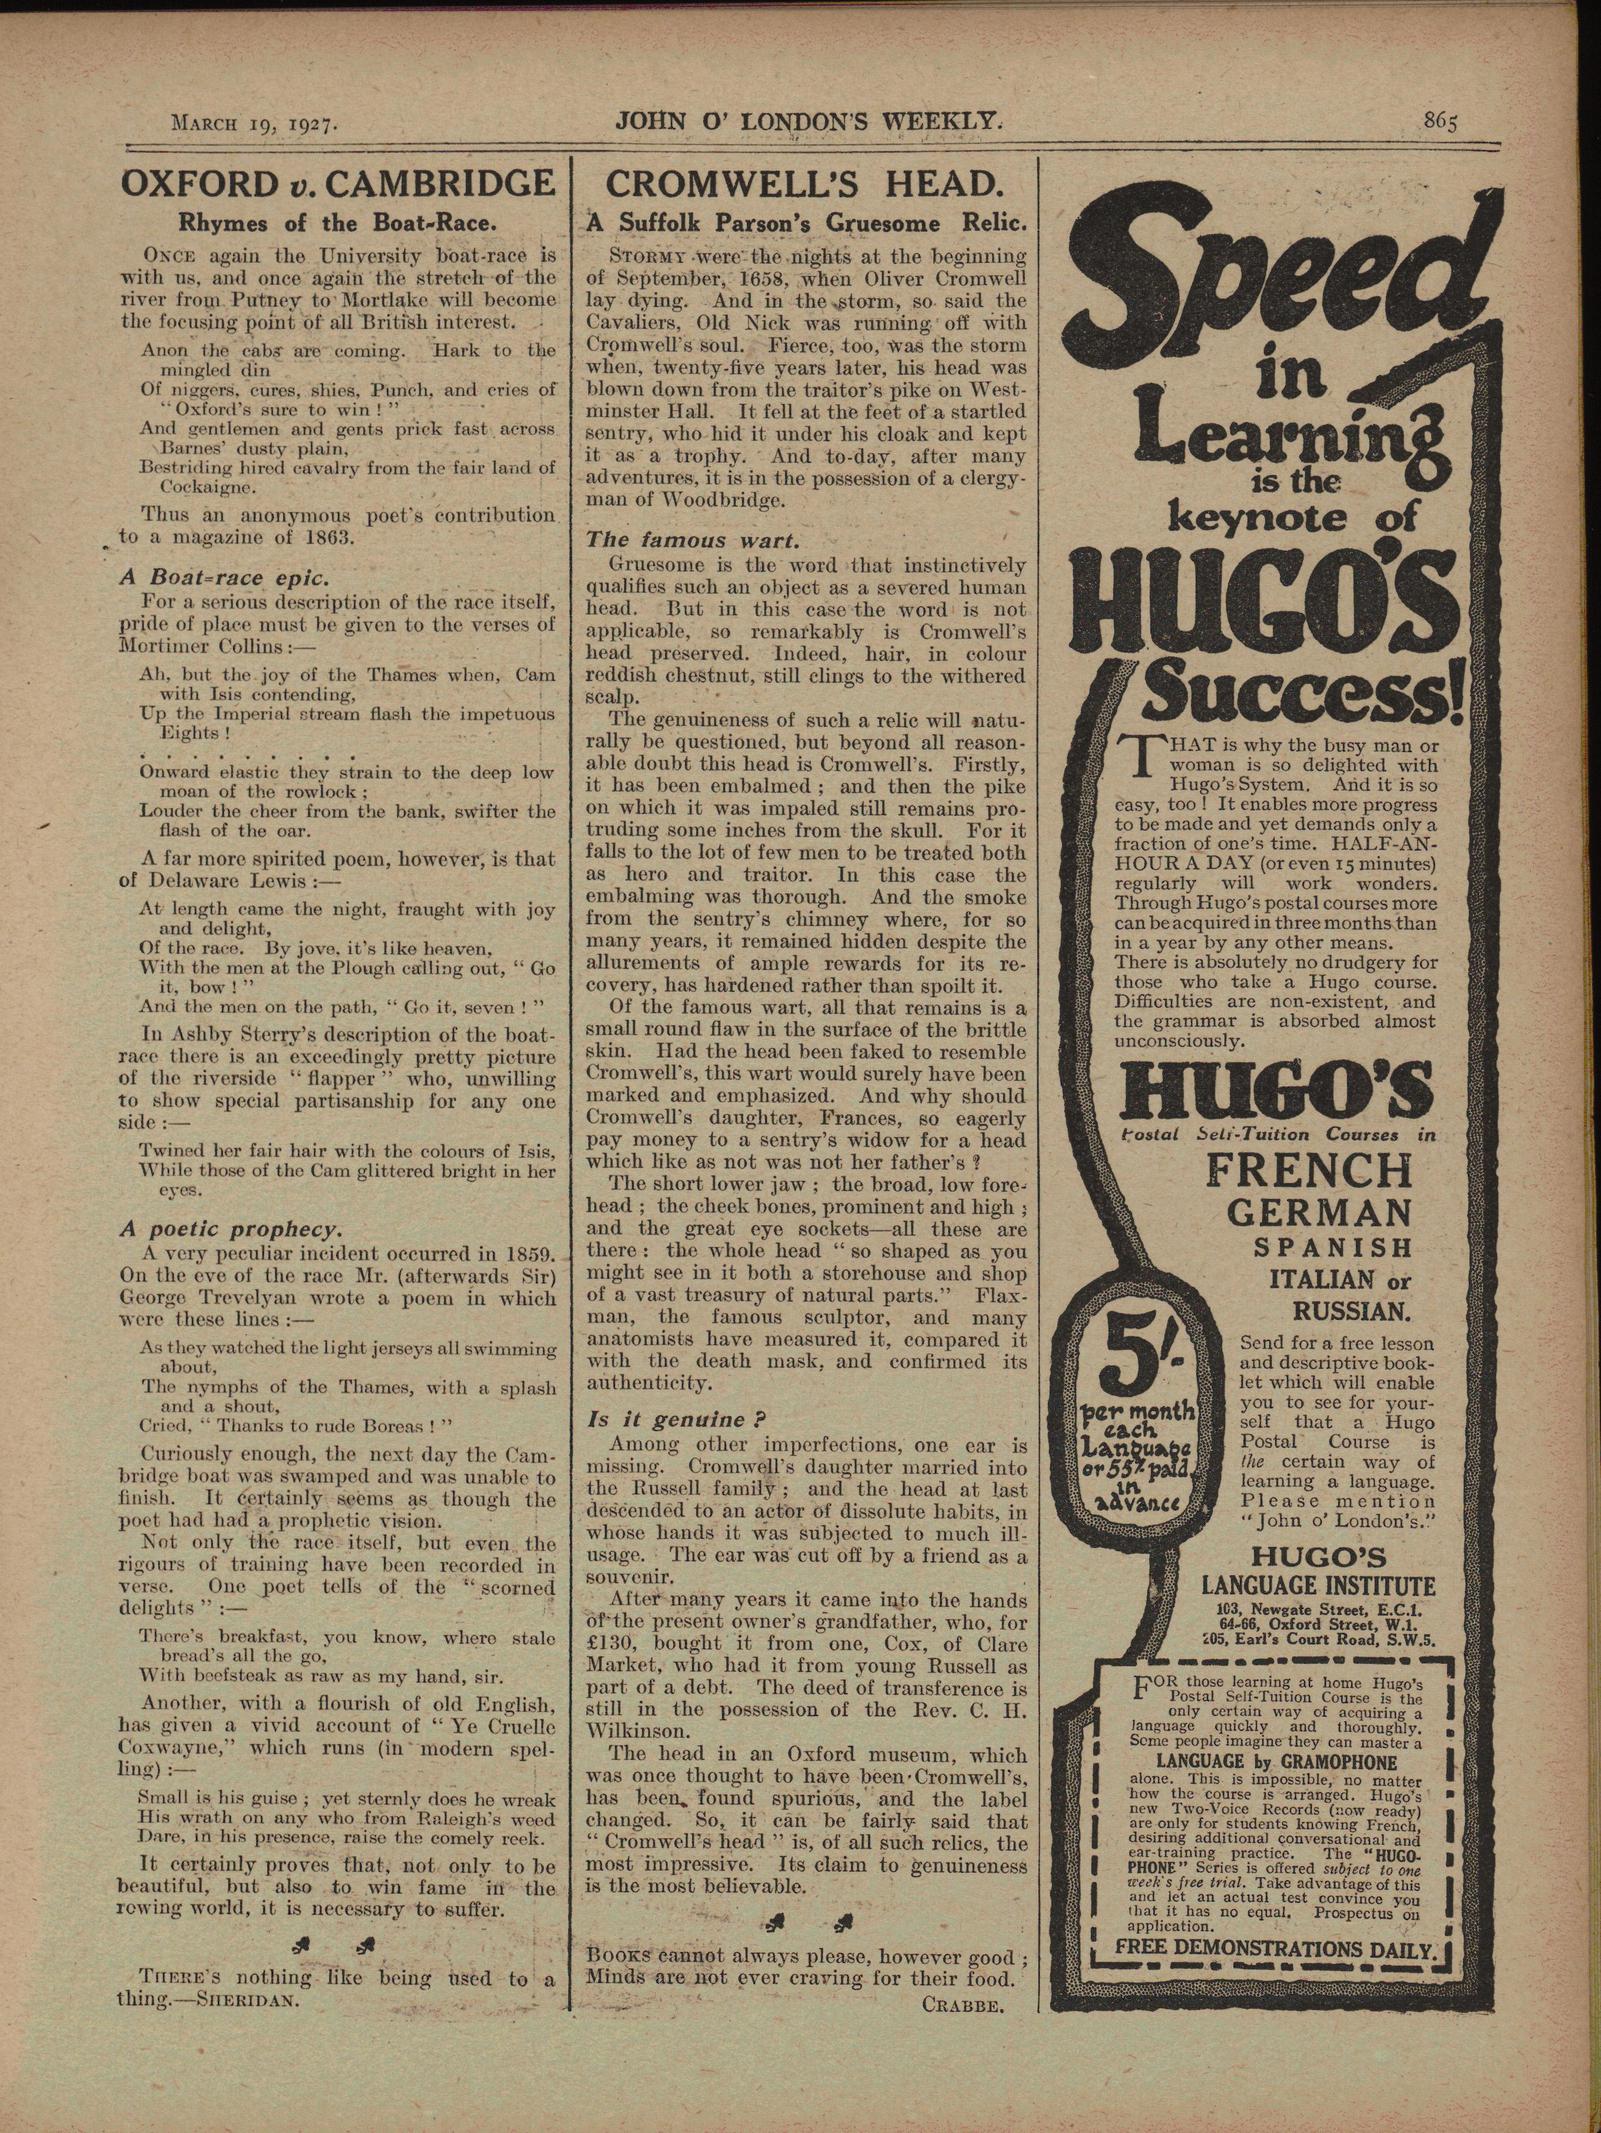 MARCH 19, 1927.
JOHN O' LONDON'S WEEKLY.
865
OXFORD v. CAMBRIDGE
Rhymes of the Boat-Race.
ONCE again the University boat-race is
with us, and once again the stretch of the
river from Putney to Mortlake will become
the focusing point of all British interest.
Anon the cabs are coming. Hark to the
mingled din
Of niggers, cures, shies, Punch, and cries of
"Oxford's sure to win!"
And gentlemen and gents prick fast across
Barnes' dusty plain,
Bestriding hired cavalry from the fair land of
Cockaigne.
Thus an anonymous poet's contribution
to a magazine of 1863.
A Boat-race epic.
For a serious description of the race itself,
pride of place must be given to the verses of
Mortimer Collins:—
Ah, but the joy of the Thames when, Cam
with Isis contending,
Up the Imperial stream flash the impetuous
Eights!
. . . . . . . . .
Onward elastic they strain to the deep low
moan of the rowlock;
Louder the cheer from the bank, swifter the
flash of the oar.
A far more spirited poem, however, is that
of Delaware Lewis:—
At length came the night, fraught with joy
and delight,
Of the race. By jove, it's like heaven,
With the men at the Plough calling out, "Go
it, bow!"
And the men on the path, "Go it, seven!"
In Ashby Sterry's description of the boat-
race there is an exceedingly pretty picture
of the riverside "flapper" who, unwilling
to show special partisanship for any one
side:—
Twined her fair hair with the colours of Isis,
While those of the Cam glittered bright in her
eyes.
A poetic prophecy.
A very peculiar incident occurred in 1859.
On the eve of the race Mr. (afterwards Sir)
George Trevelyan wrote a poem in which
were these lines:—
As they watched the light jerseys all swimming
about,
The nymphs of the Thames, with a splash
and a shout,
Cried, "Thanks to rude Boreas!"
Curiously enough, the next day the Cam-
bridge boat was swamped and was unable to
finish. It certainly seems as though the
poet had had a prophetic vision.
Not only the race itself, but even the
rigours of training have been recorded in
verse. One poet tells of the "scorned
delights":—
There's breakfast, you know, where stale
bread's all the go,
With beefsteak as raw as my hand, sir.
Another, with a flourish of old English,
has given a vivid account of "Ye Cruelle
Coxwayne," which runs (in modern spel-
ling):—
Small is his guise; yet sternly does he wreak
His wrath on any who from Raleigh's weed
Dare, in his presence, raise the comely reek.
It certainly proves that, not only to be
beautiful, but also to win fame in the
rowing world, it is necessary to suffer.
THERE'S nothing like being used to a
thing.—SHERIDAN.
CROMWELL'S HEAD.
A Suffolk Parson's Gruesome Relic.
STORMY were the nights at the beginning
of September, 1658, when Oliver Cromwell
lay dying. And in the storm, so said the
Cavaliers, Old Nick was running off with
Cromwell's soul. Fierce, too, was the storm
when, twenty-five years later, his head was
blown down from the traitor's pike on West-
minster Hall. It fell at the feet of a startled
sentry, who hid it under his cloak and kept
it as a trophy. And to-day, after many
adventures, it is in the possession of a clergy-
man of Woodbridge.
The famous wart.
Gruesome is the word that instinctively
qualifies such an object as a severed human
head. But in this case the word is not
applicable, so remarkably is Cromwell's
head preserved. Indeed, hair, in colour
reddish chestnut, still clings to the withered
scalp.
The genuineness of such a relic will natu-
rally be questioned, but beyond all reason-
able doubt this head is Cromwell's. Firstly,
it has been embalmed; and then the pike
on which it was impaled still remains pro-
truding some inches from the skull. For it
falls to the lot of few men to be treated both
as hero and traitor. In this case the
embalming was thorough. And the smoke
from the sentry's chimney where, for so
many years, it remained hidden despite the
allurements of ample rewards for its re-
covery, has hardened rather than spoilt it.
Of the famous wart, all that remains is a
small round flaw in the surface of the brittle
skin. Had the head been faked to resemble
Cromwell's, this wart would surely have been
marked and emphasized. And why should
Cromwell's daughter, Frances, so eagerly
pay money to a sentry's widow for a head
which like as not was not her father's?
The short lower jaw; the broad, low fore-
head; the cheek bones, prominent and high;
and the great eye sockets—all these are
there: the whole head "so shaped as you
might see in it both a storehouse and shop
of a vast treasury of natural parts." Flax-
man, the famous sculptor, and many
anatomists have measured it, compared it
with the death mask, and confirmed its
authenticity.
Is it genuine?
Among other imperfections, one ear is
missing. Cromwell's daughter married into
the Russell family; and the head at last
descended to an actor of dissolute habits, in
whose hands it was subjected to much ill-
usage. The ear was cut off by a friend as a
souvenir.
After many years it came into the hands
of the present owner's grandfather, who, for
£130, bought it from one, Cox, of Clare
Market, who had it from young Russell as
part of a debt. The deed of transference is
still in the possession of the Rev. C. H.
Wilkinson.
The head in an Oxford museum, which
was once thought to have been Cromwell's,
has been found spurious, and the label
changed. So, it can be fairly said that
"Cromwell's head" is, of all such relics, the
most impressive. Its claim to genuineness
is the most believable.
BOOKS cannot always please, however good;
Minds are not ever craving for their food.
CRABBE.
Speed
in
Learning
is the
keynote of
HUGO'S
Success!
THAT is why the busy man or
woman is so delighted with
Hugo's System. And it is so
easy, too! It enables more progress
to be made and yet demands only a
fraction of one's time. HALF-AN-
HOUR A DAY (or even 15 minutes)
regularly will work wonders.
Through Hugo's postal courses more
can be acquired in three months than
in a year by any other means.
There is absolutely no drudgery for
those who take a Hugo course.
Difficulties are non-existent, and
the grammar is absorbed almost
unconsciously.
HUGO'S
Postal Self-Tuition Courses in
FRENCH
GERMAN
SPANISH
ITALIAN or
RUSSIAN.
5/-
per month
each
Language
or 55/- paid
in
advance
Send for a free lesson
and descriptive book-
let which will enable
you to see for your-
self that a Hugo
Postal Course is
the certain way of
learning a language.
Please mention
"John o' London's."
HUGO'S
LANGUAGE INSTITUTE
103, Newgate Street, E.C.1.
64-66, Oxford Street, W.1.
205, Earl's Court Road, S.W.5.
FOR those learning at home Hugo's
Postal Self-Tuition Course is the
only certain way of acquiring a
language quickly and thoroughly.
Some people imagine they can master a
LANGUAGE by GRAMOPHONE
alone. This is impossible, no matter
how the course is arranged. Hugo's
new Two-Voice Records (now ready)
are only for students knowing French,
desiring additional conversational and
ear-training practice. The "HUGO-
PHONE" Series is offered subject to one
week's free trial. Take advantage of this
and let an actual test convince you
that it has no equal. Prospectus on
application.
FREE DEMONSTRATIONS DAILY.